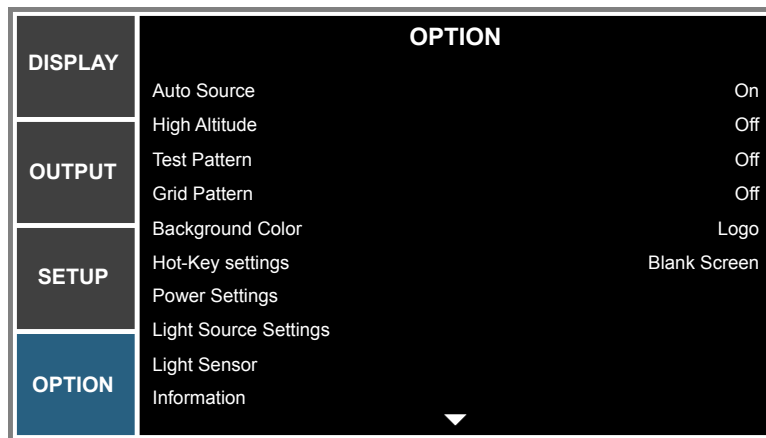 DISPLAY
OUTPUT
SETUP
OPTION
OPTION
Auto Source On
High Altitude Off
Test Pattern Off
Grid Pattern Off
Background Color Logo
Hot-Key settings Blank Screen
Power Settings
Light Source Settings
Light Sensor
Information